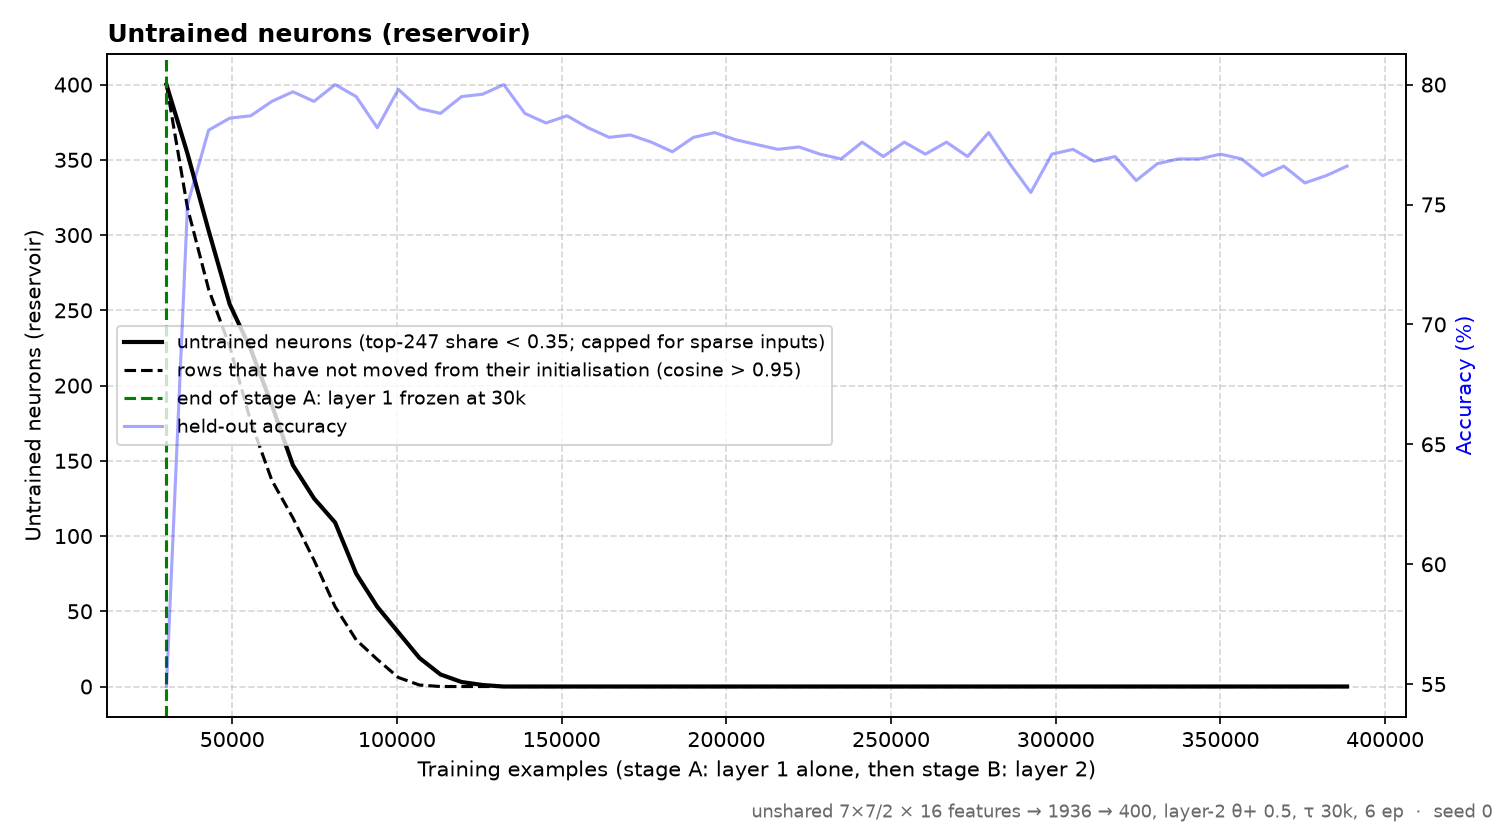 Untrained neurons (reservoir)
400
350
300
250
200
150
100
50
0
Untrained neurons (reservoir)
80
75
70
65
60
55
Accuracy (%)
untrained neurons (top-247 share < 0.35; capped for sparse inputs)
rows that have not moved from their initialisation (cosine > 0.95)
end of stage A: layer 1 frozen at 30k
held-out accuracy
50000 100000 150000 200000 250000 300000 350000 400000
Training examples (stage A: layer 1 alone, then stage B: layer 2)
unshared 7×7/2 × 16 features → 1936 → 400, layer-2 θ+ 0.5, τ 30k, 6 ep · seed 0